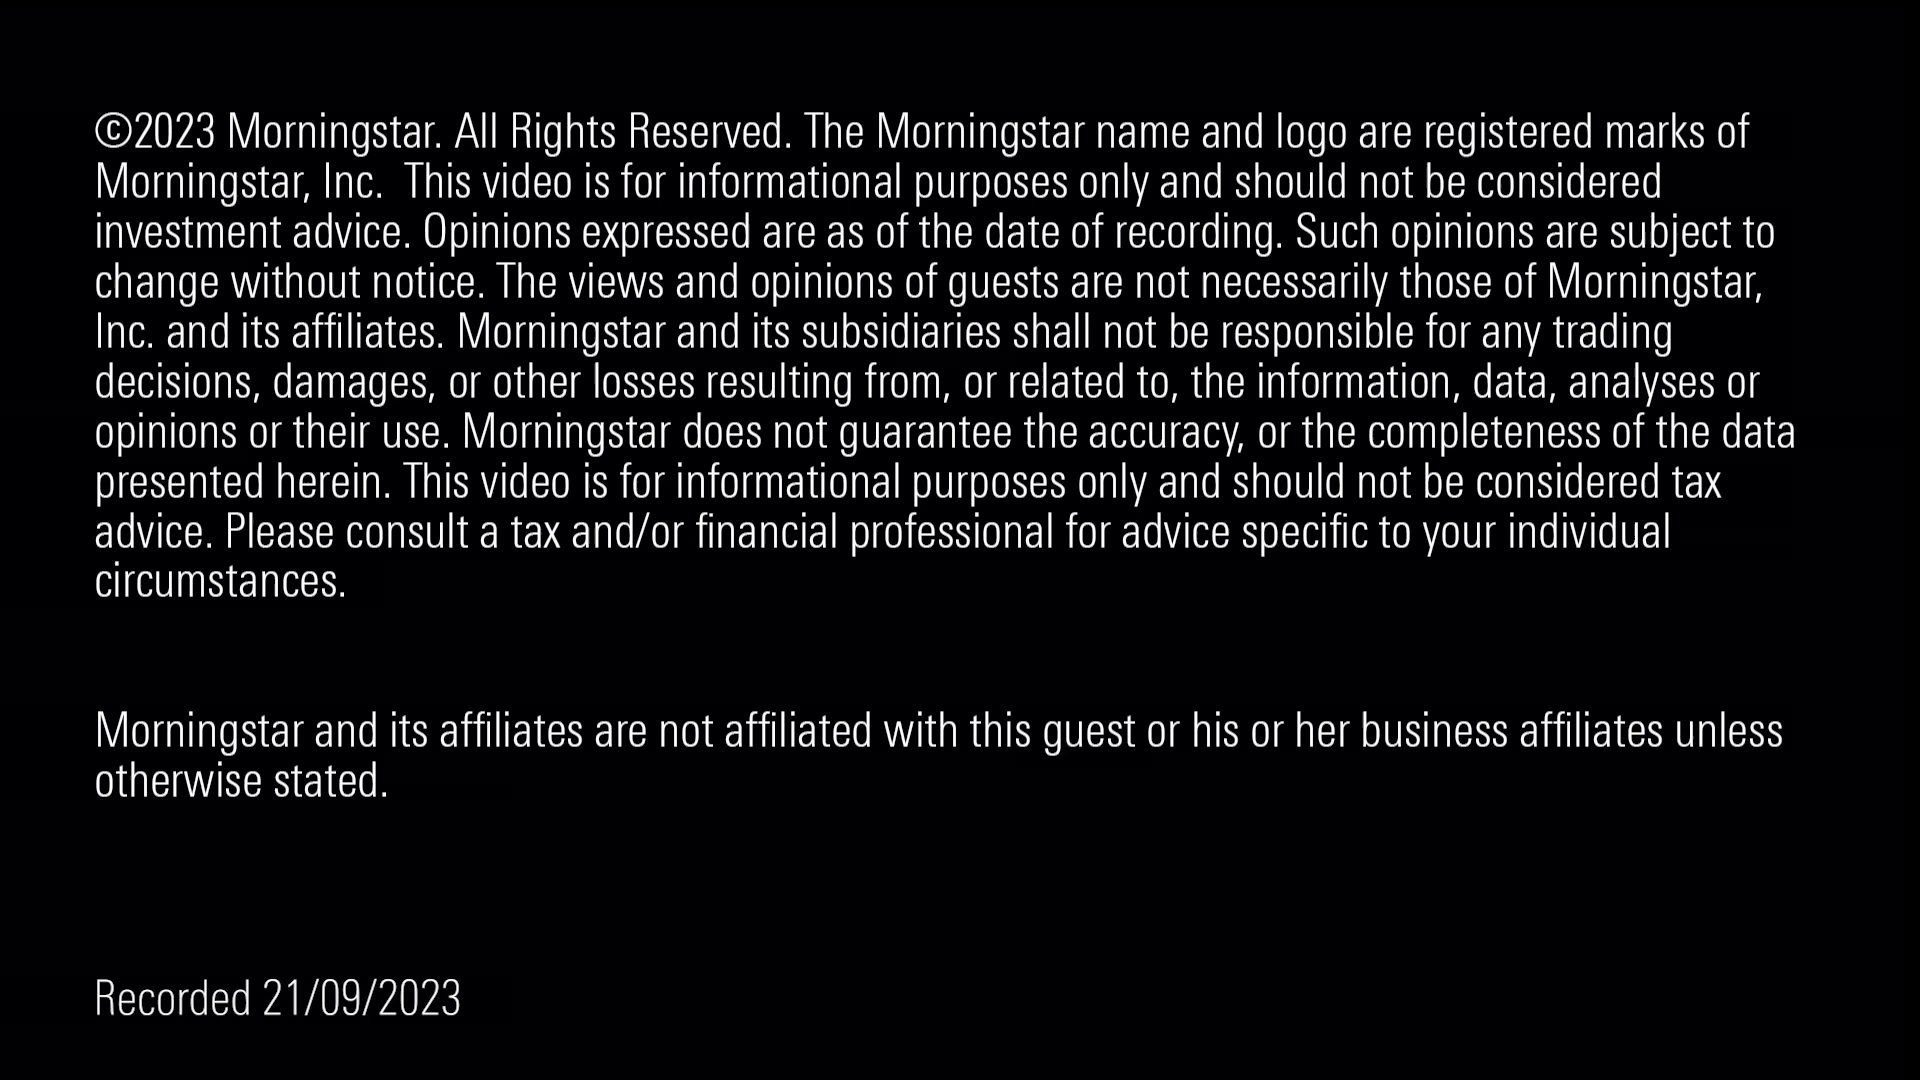 ©2023 Morningstar. All Rights Reserved. The Morningstar name and logo are registered marks of
Morningstar, Inc.  This video is for informational purposes only and should not be considered
investment advice. Opinions expressed are as of the date of recording. Such opinions are subject to
change without notice. The views and opinions of guests are not necessarily those of Morningstar,
Inc. and its affiliates. Morningstar and its subsidiaries shall not be responsible for any trading
decisions, damages, or other losses resulting from, or related to, the information, data, analyses or
opinions or their use. Morningstar does not guarantee the accuracy, or the completeness of the data
presented herein. This video is for informational purposes only and should not be considered tax
advice. Please consult a tax and/or financial professional for advice specific to your individual
circumstances.
Morningstar and its affiliates are not affiliated with this guest or his or her business affiliates unless
otherwise stated.
Recorded 21/09/2023